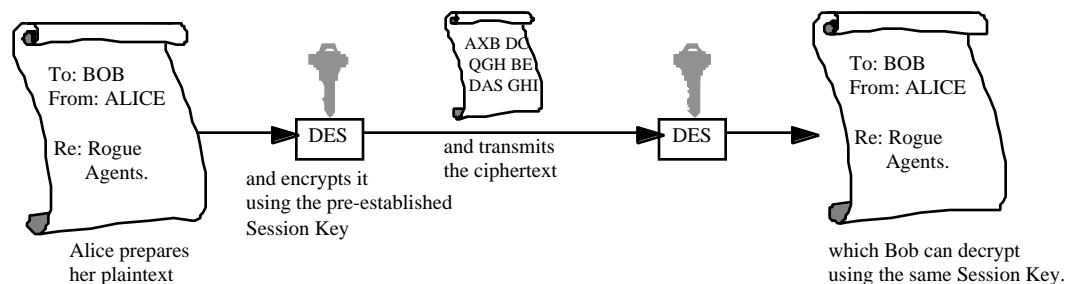 To: BOB
From: ALICE
Re: Rogue
Agents.
Alice prepares
her plaintext
DES
and encrypts it
using the pre-established
Session Key
AXB DC
QGH BE
DAS GHI
and transmits
the ciphertext
DES
To: BOB
From: ALICE
Re: Rogue
Agents.
which Bob can decrypt
using the same Session Key.